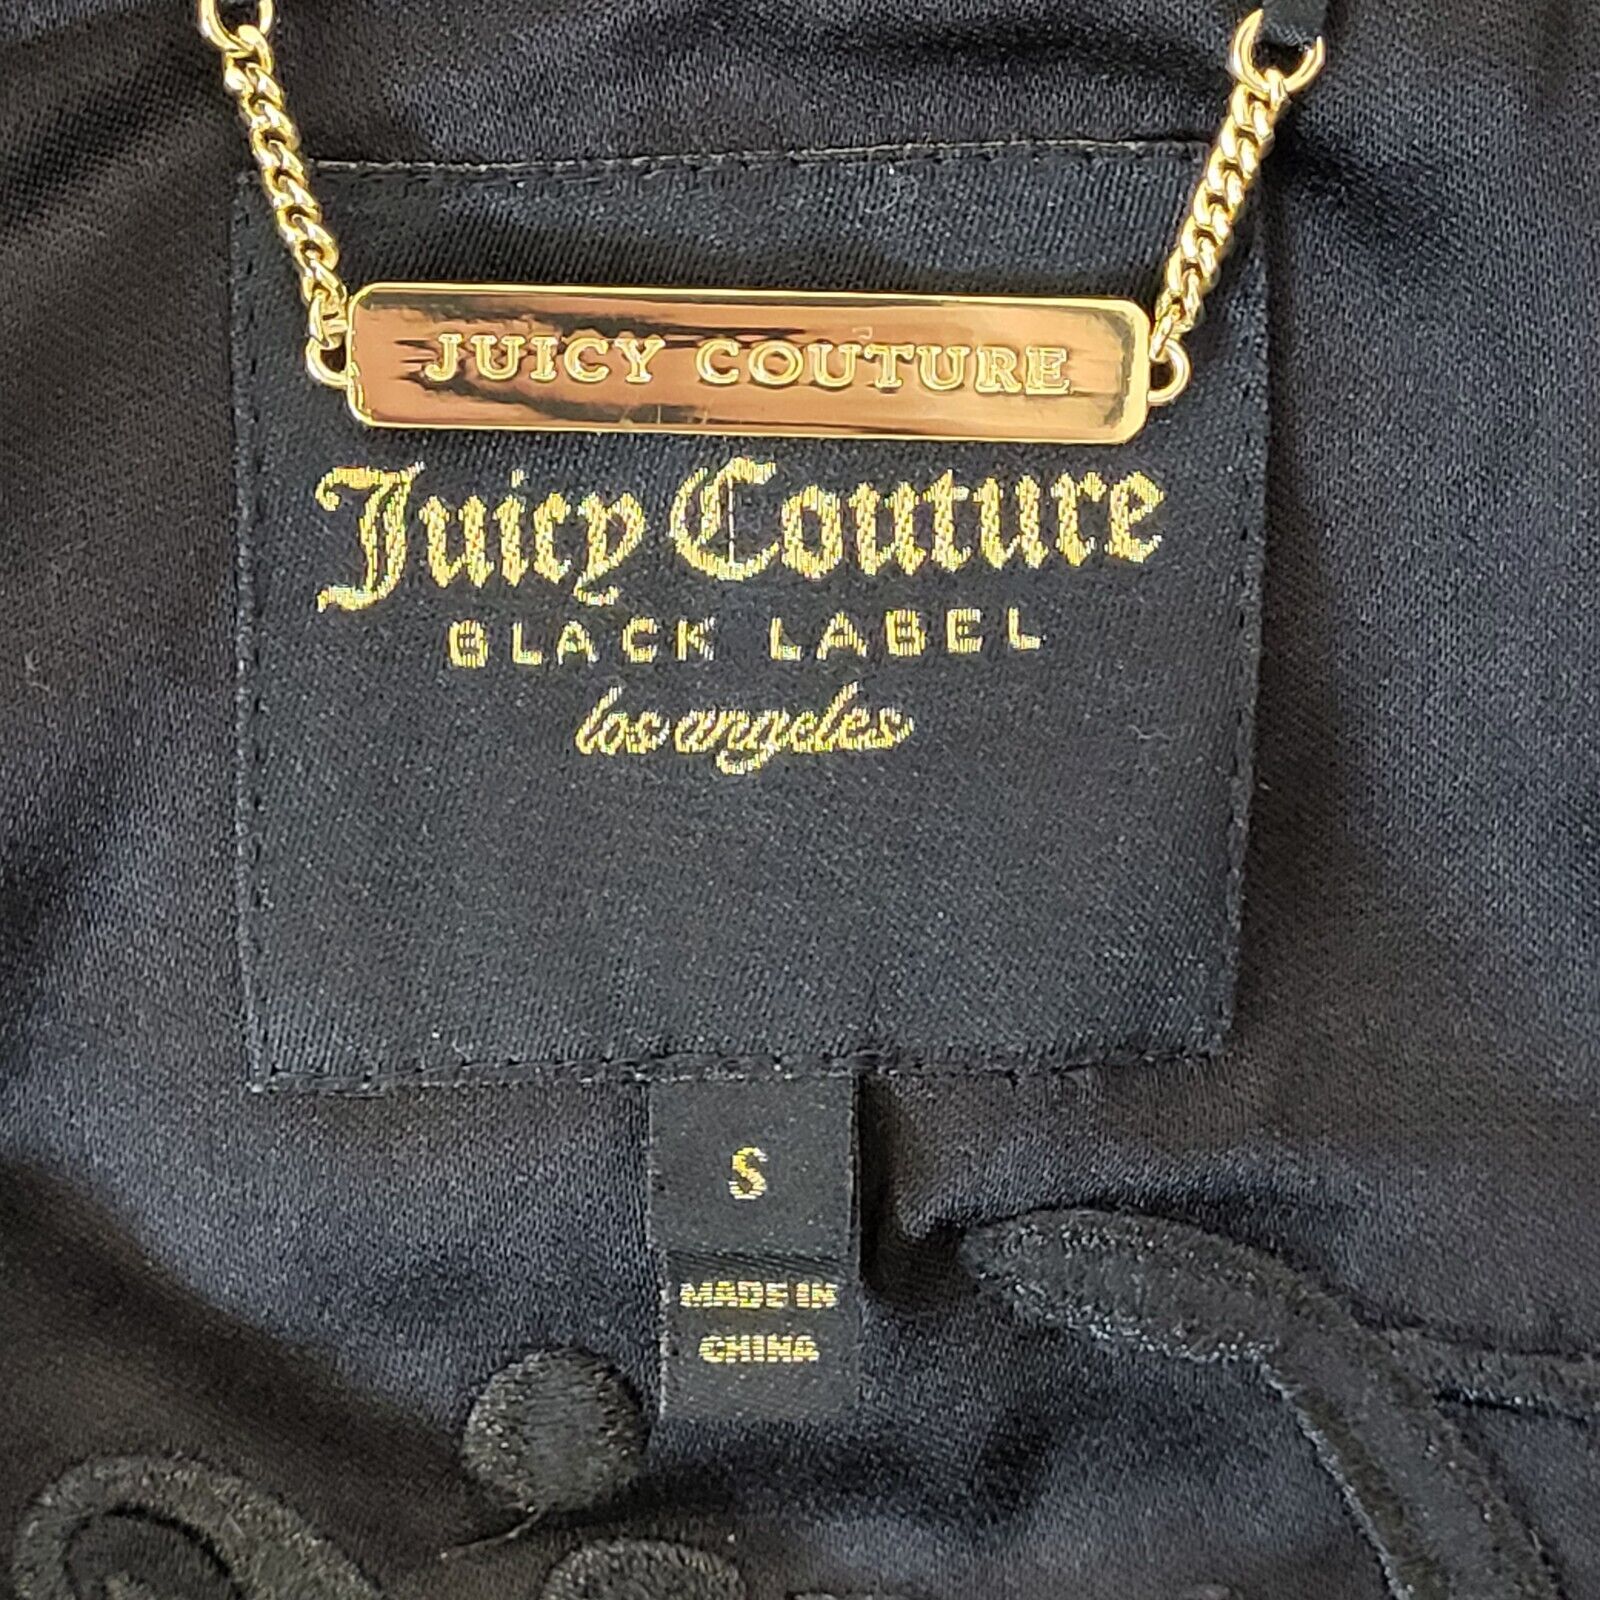 JUICY COUTURE
Juicy Couture
BLACK LABEL
los angeles
S
MADE IN
CHINA